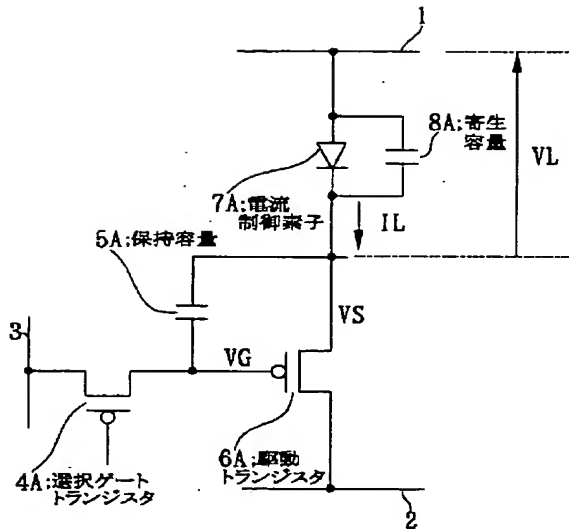 1
8A;寄生
容量
VL
7A;電流
制御素子
IL
5A;保持容量
3
VS
VG
6A;駆動
トランジスタ
4A;選択ゲート
トランジスタ
2